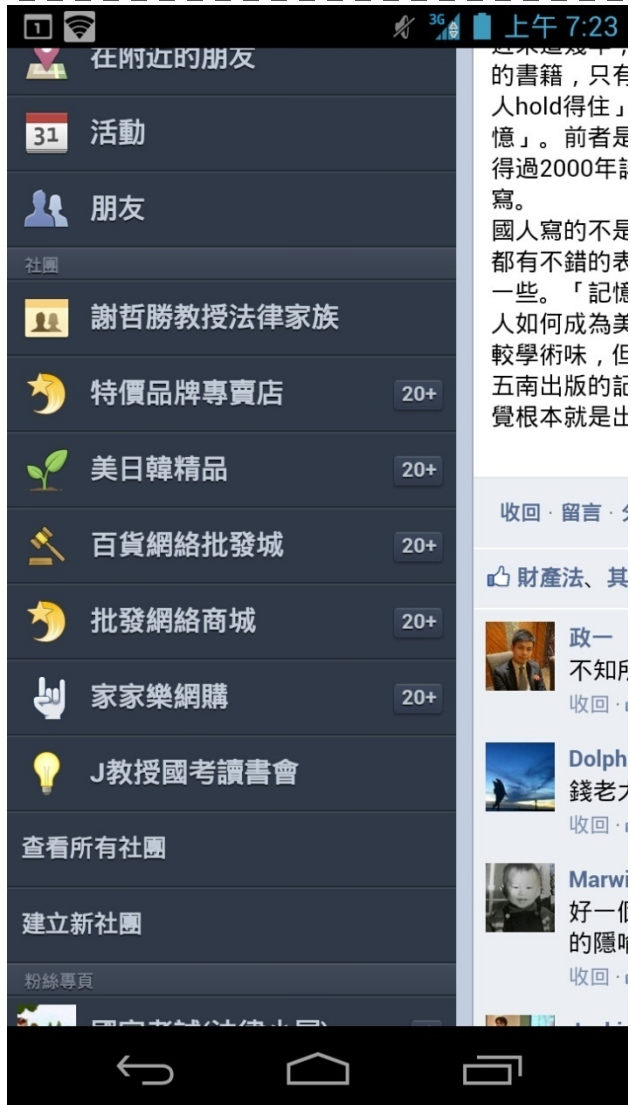 1
3G
上午 7:23
在附近的朋友
31 活動
朋友
社團
謝哲勝教授法律家族
特價品牌專賣店 20+
美日韓精品 20+
百貨網絡批發城 20+
批發網絡商城 20+
家家樂網購 20+
J教授國考讀書會
查看所有社團
建立新社團
粉絲專頁
的書籍，只有
人hold得住」
憶」。前者是
得過2000年
寫。
國人寫的不是
都有不錯的表
一些。「記憶
人如何成為美
較學術味，但
五南出版的記
覺根本就是出
收回 · 留言 ·
財產法、其
政一
不知所
收回 ·
Dolph
錢老大
收回 ·
Marwi
好一個
的隱喻
收回 ·